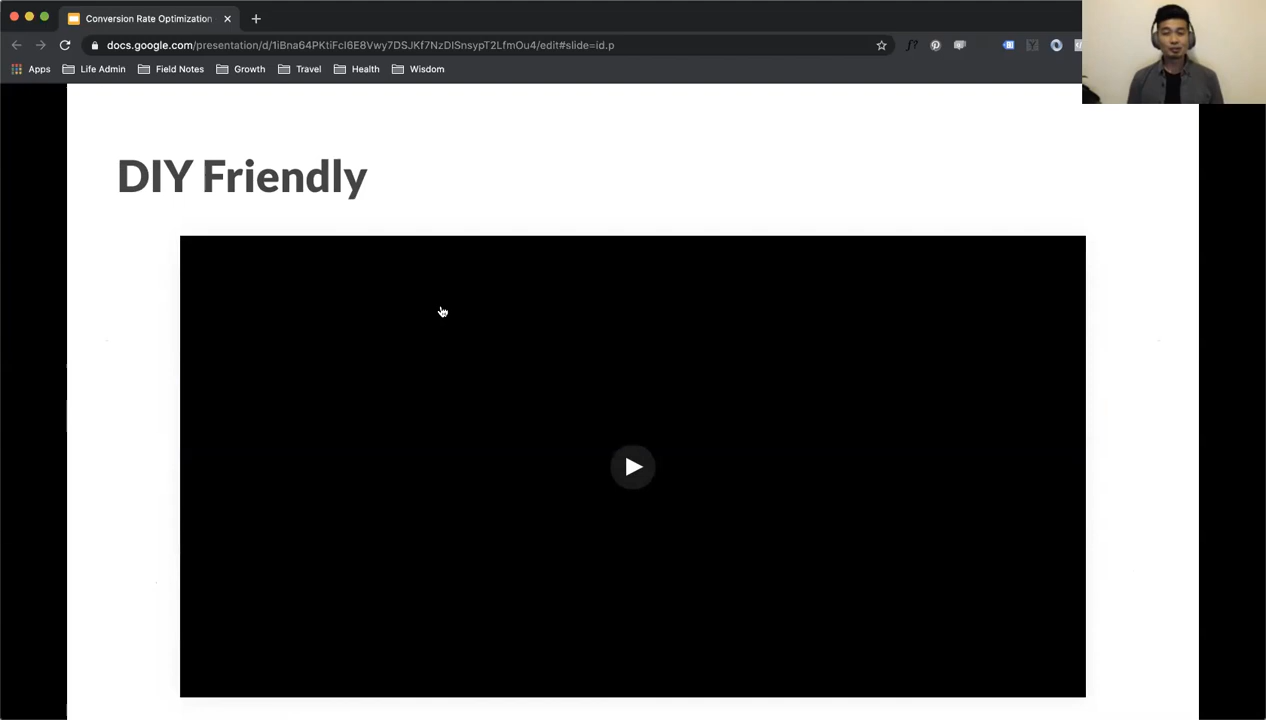 Conversion Rate Optimization
docs.google.com/presentation/d/1iBna64PKtiFcI6E8Vwy7DSJKf7NzDISnsypT2LfmOu4/edit#slide=id.p
f?
Apps Life Admin Field Notes Growth Travel Health Wisdom
DIY Friendly